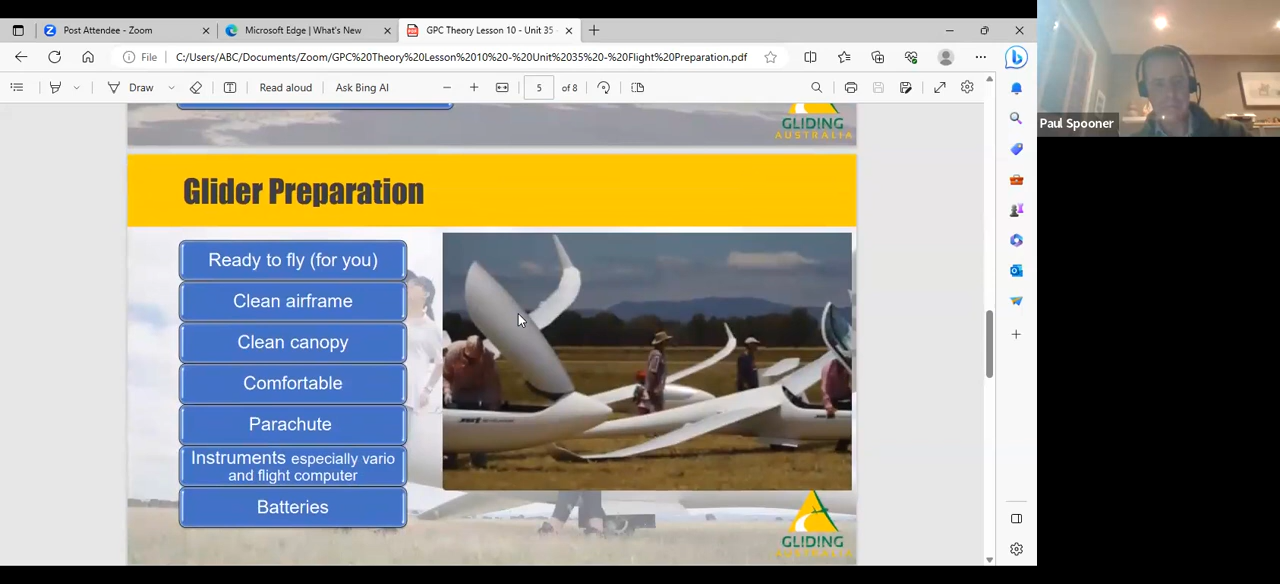 Post Attendee - Zoom
Microsoft Edge | What's New
GPC Theory Lesson 10 - Unit 35 -
File
C:/Users/ABC/Documents/Zoom/GPC%20Theory%20Lesson%2010%20-%20Unit%2035%20-%20Flight%20Preparation.pdf
Draw
Read aloud
Ask Bing AI
5
of 8
Paul Spooner
GLIDING
AUSTRALIA
Glider Preparation
Ready to fly (for you)
Clean airframe
Clean canopy
Comfortable
Parachute
Instruments especially vario
and flight computer
Batteries
GLIDING
AUSTRALIA